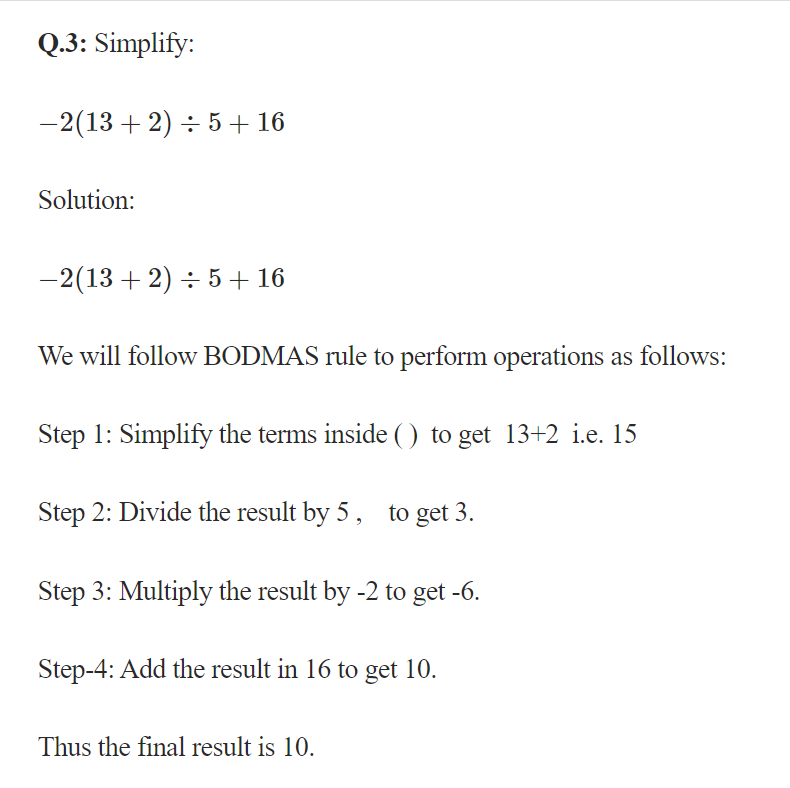 Q.3: Simplify:
−2(13 + 2) ÷ 5 + 16
Solution:
−2(13 + 2) ÷ 5 + 16
We will follow BODMAS rule to perform operations as follows:
Step 1: Simplify the terms inside ( ) to get 13+2 i.e. 15
Step 2: Divide the result by 5 , to get 3.
Step 3: Multiply the result by -2 to get -6.
Step-4: Add the result in 16 to get 10.
Thus the final result is 10.